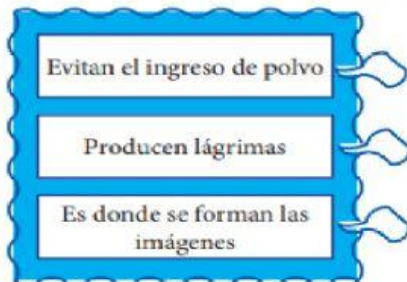 Evitan el ingreso de polvo
Producen lágrimas
Es donde se forman las
imágenes